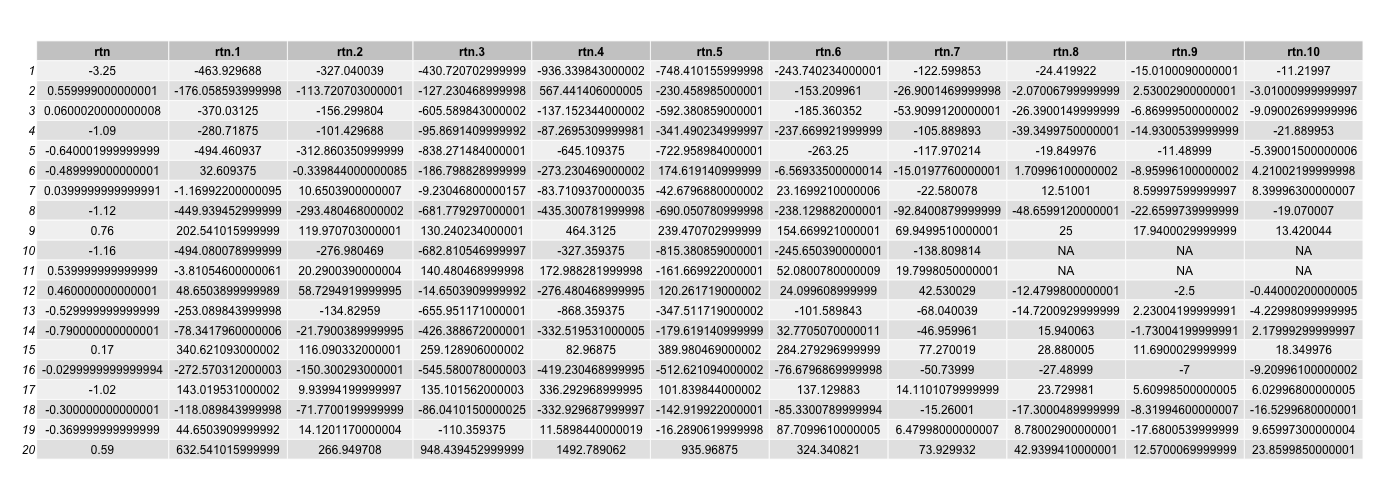 rtn rtn.1 rtn.2 rtn.3 rtn.4 rtn.5 rtn.6 rtn.7 rtn.8 rtn.9 rtn.10
1 -3.25 -463.929688 -327.040039 -430.720702999999 -936.339843000002 -748.410155999998 -243.740234000001 -122.599853 -24.419922 -15.0100090000001 -11.21997
2 0.559999000000001 -176.058593999998 -113.720703000001 -127.230468999998 567.441406000005 -230.458985000001 -153.209961 -26.9001469999998 -2.07006799999999 2.53002900000001 -3.01000999999997
3 0.0600020000000008 -370.03125 -156.299804 -605.589843000002 -137.152344000002 -592.380859000001 -185.360352 -53.9099120000001 -26.3900149999999 -6.86999500000002 -9.09002699999996
4 -1.09 -280.71875 -101.429688 -95.8691409999992 -87.2695309999981 -341.490234999997 -237.669921999999 -105.889893 -39.3499750000001 -14.9300539999999 -21.889953
5 -0.640001999999999 -494.460937 -312.860350999999 -838.271484000001 -645.109375 -722.958984000001 -263.25 -117.970214 -19.849976 -11.48999 -5.39001500000006
6 -0.489999000000001 32.609375 -0.339844000000085 -186.798828999999 -273.230469000002 174.619140999999 -6.56933500000014 -15.0197760000001 1.70996100000002 -8.95996100000001 4.21002199999998
7 0.0399999999999991 -1.16992200000095 10.6503900000007 -9.23046800000157 -83.7109370000035 -42.6796880000002 23.1699210000006 -22.580078 12.51001 8.59997599999997 8.39996300000007
8 -1.12 -449.939452999999 -293.480468000002 -681.779297000001 -435.300781999998 -690.050780999998 -238.129882000001 -92.8400879999999 -48.6599120000001 -22.6599739999999 -19.070007
9 0.76 202.541015999999 119.970703000001 130.240234000001 464.3125 239.470702999999 154.669921000001 69.9499510000001 25 17.9400029999999 13.420044
10 -1.16 -494.080078999999 -276.980469 -682.810546999997 -327.359375 -815.380859000001 -245.650390000001 -138.809814 NA NA NA
11 0.539999999999999 -3.81054600000061 20.2900390000004 140.480468999998 172.988281999998 -161.669922000001 52.0800780000009 19.7998050000001 NA NA NA
12 0.460000000000001 48.6503899999989 58.7294919999995 -14.6503909999992 -276.480468999995 120.261719000002 24.099608999999 42.530029 -12.4799800000001 -2.5 -0.44000200000005
13 -0.529999999999999 -253.089843999998 -134.82959 -655.951171000001 -868.359375 -347.511719000002 -101.589843 -68.040039 -14.7200929999999 2.23004199999991 -4.22998099999995
14 -0.790000000000001 -78.3417960000006 -21.7900389999995 -426.388672000001 -332.519531000005 -179.619140999999 32.7705070000011 -46.959961 15.940063 -1.73004199999991 2.17999299999997
15 0.17 340.621093000002 116.090332000001 259.128906000002 82.96875 389.980469000002 284.279296999999 77.270019 28.880005 11.6900029999999 18.349976
16 -0.0299999999999994 -272.570312000003 -150.300293000001 -545.580078000003 -419.230468999995 -512.621094000002 -76.6796869999998 -50.73999 -27.48999 -7 -9.20996100000002
17 -1.02 143.019531000002 9.93994199999997 135.101562000003 336.292968999995 101.839844000002 137.129883 14.1101079999999 23.729981 5.60998500000005 6.02996800000005
18 -0.300000000000001 -118.089843999998 -71.7700199999999 -86.0410150000025 -332.929687999997 -142.919922000001 -85.3300789999994 -15.26001 -17.3000489999999 -8.31994600000007 -16.5299680000001
19 -0.369999999999999 44.6503909999992 14.1201170000004 -110.359375 11.5898440000019 -16.2890619999998 87.7099610000005 6.47998000000007 8.78002900000001 -17.6800539999999 9.65997300000004
20 0.59 632.541015999999 266.949708 948.439452999999 1492.789062 935.96875 324.340821 73.929932 42.9399410000001 12.5700069999999 23.8599850000001